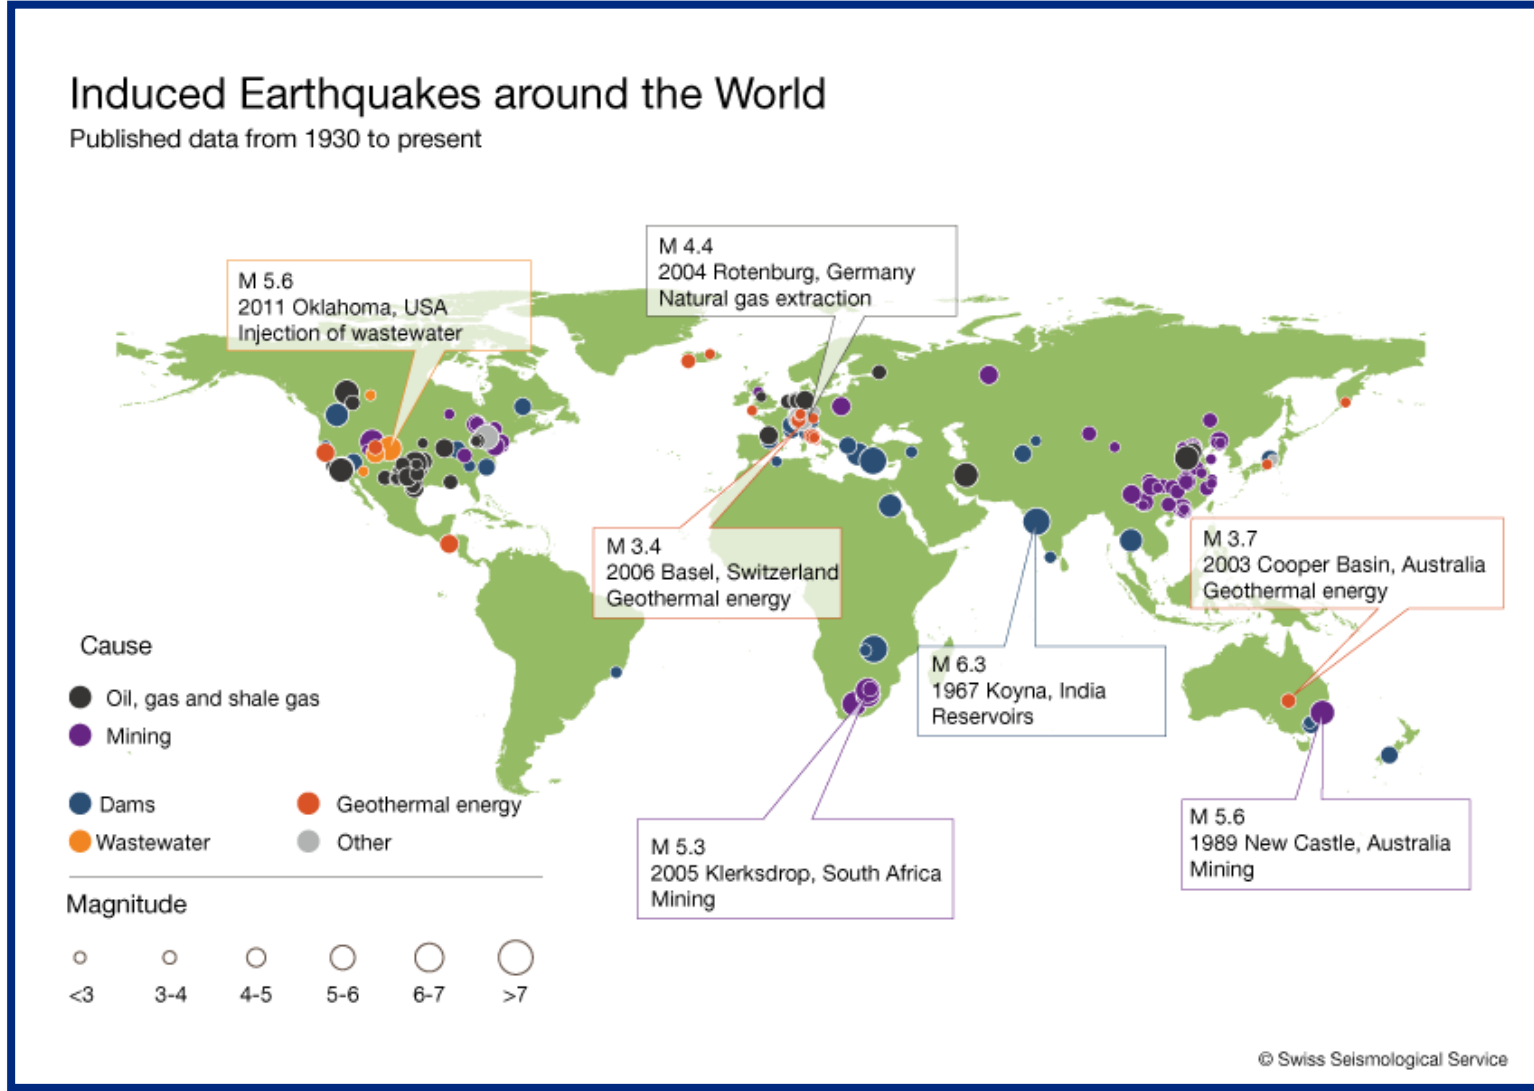 Induced Earthquakes around the World
Published data from 1930 to present
M 4.4
2004 Rotenburg, Germany
Natural gas extraction
M 5.6
2011 Oklahoma, USA
Injection of wastewater
M 3.4
2006 Basel, Switzerland
Geothermal energy
M 3.7
2003 Cooper Basin, Australia
Geothermal energy
M 6.3
1967 Koyna, India
Reservoirs
M 5.3
2005 Klerksdrop, South Africa
Mining
M 5.6
1989 New Castle, Australia
Mining
Cause
Oil, gas and shale gas
Mining
Dams
Geothermal energy
Wastewater
Other
Magnitude
<3 3-4 4-5 5-6 6-7 >7
© Swiss Seismological Service